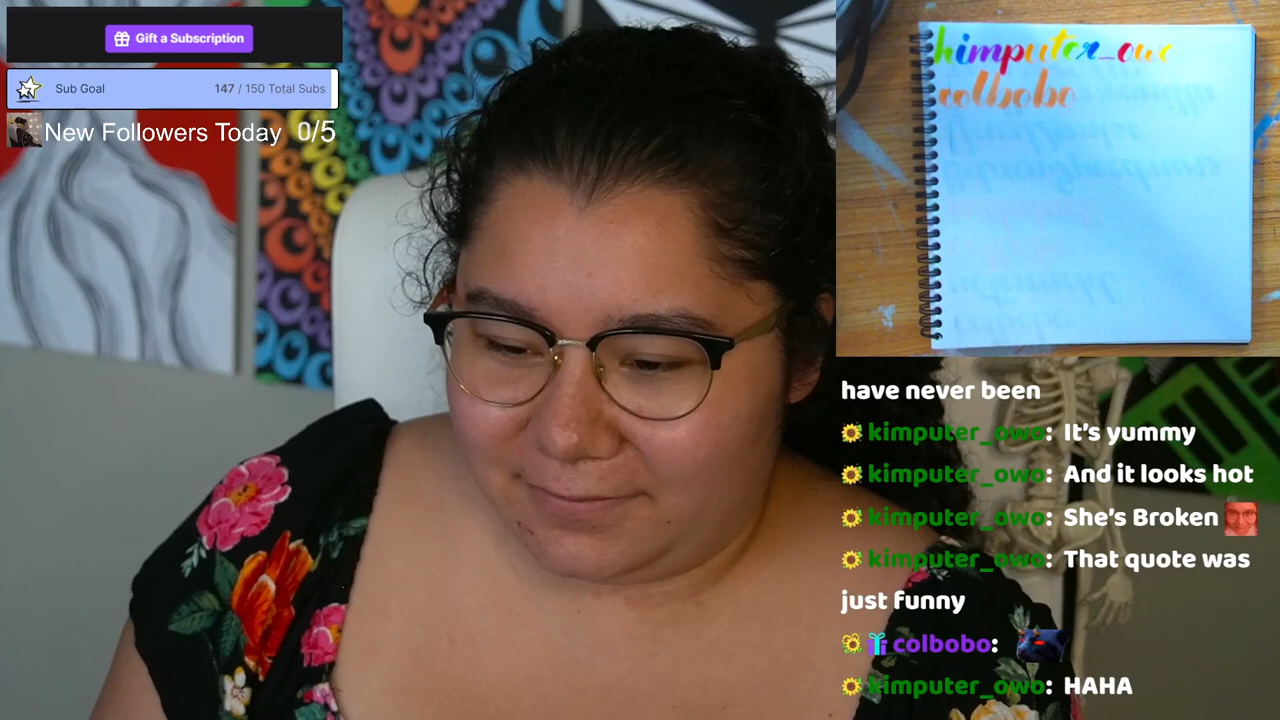 Gift a Subscription
Sub Goal 147 / 150 Total Subs
New Followers Today 0/5
kimputer_owo
colbobo
have never been
kimputer_owo: It's yummy
kimputer_owo: And it looks hot
kimputer_owo: She's Broken
kimputer_owo: That quote was
just funny
colbobo:
kimputer_owo: HAHA